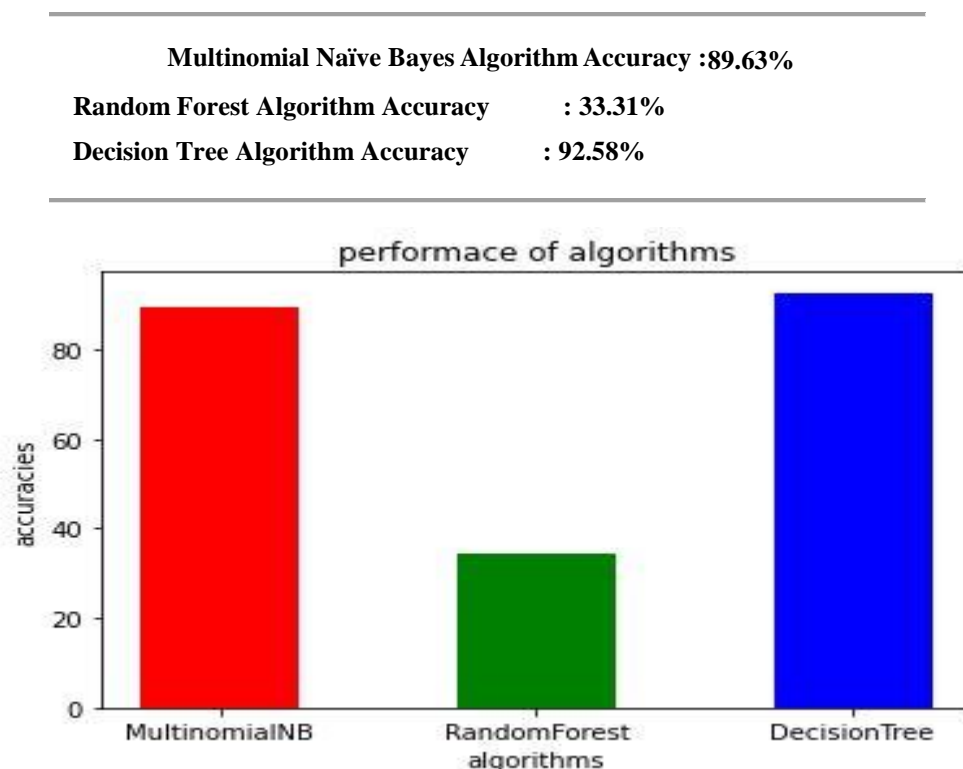 Multinomial Naïve Bayes Algorithm Accuracy :89.63%
Random Forest Algorithm Accuracy : 33.31%
Decision Tree Algorithm Accuracy : 92.58%
performace of algorithms
accuracies
80
60
40
20
0
MultinomialNB RandomForest DecisionTree
algorithms